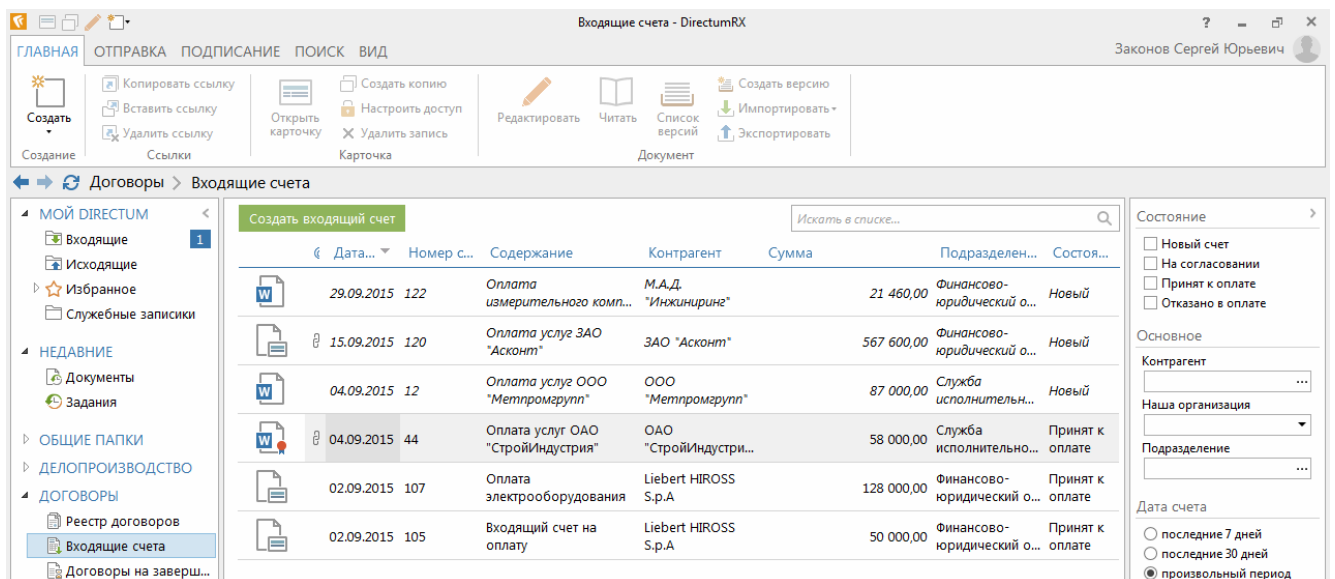 Входящие счета - DirectumRX
?
ГЛАВНАЯ ОТПРАВКА ПОДПИСАНИЕ ПОИСК ВИД
Законов Сергей Юрьевич
Создать
Создание
Копировать ссылку
Вставить ссылку
Удалить ссылку
Ссылки
Открыть
карточку
Создать копию
Настроить доступ
Удалить запись
Карточка
Редактировать
Читать
Список
версий
Создать версию
Импортировать
Экспортировать
Документ
Договоры > Входящие счета
МОЙ DIRECTUM
Входящие 1
Исходящие
Избранное
Служебные записики
НЕДАВНИЕ
Документы
Задания
ОБЩИЕ ПАПКИ
ДЕЛОПРОИЗВОДСТВО
ДОГОВОРЫ
Реестр договоров
Входящие счета
Договоры на заверш...
Создать входящий счет
Искать в списке...
Дата... Номер с... Содержание Контрагент Сумма Подразделен... Состоя...
29.09.2015 122 Оплата измерительного комп... М.А.Д. "Инжиниринг" 21 460,00 Финансово-юридический о... Новый
15.09.2015 120 Оплата услуг ЗАО "Асконт" ЗАО "Асконт" 567 600,00 Финансово-юридический о... Новый
04.09.2015 12 Оплата услуг ООО "Метпромгрупп" ООО "Метпромгрупп" 87 000,00 Служба исполнительн... Новый
04.09.2015 44 Оплата услуг ОАО "СтройИндустрия" ОАО "СтройИндустри... 58 000,00 Служба исполнительно... Принят к оплате
02.09.2015 107 Оплата электрооборудования Liebert HIROSS S.p.A 128 000,00 Финансово-юридический о... Принят к оплате
02.09.2015 105 Входящий счет на оплату Liebert HIROSS S.p.A 50 000,00 Финансово-юридический о... Принят к оплате
Состояние
Новый счет
На согласовании
Принят к оплате
Отказано в оплате
Основное
Контрагент
...
Наша организация
Подразделение
...
Дата счета
последние 7 дней
последние 30 дней
произвольный период